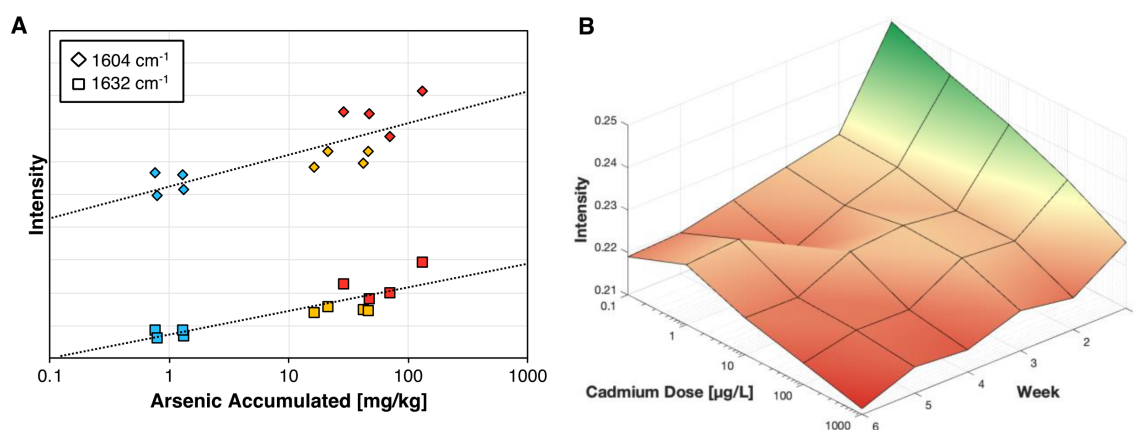 A
1604 cm-1
1632 cm-1
Intensity
0.1 1 10 100 1000
Arsenic Accumulated [mg/kg]
B
0.25
0.24
0.23
0.22
0.21
Intensity
0.1
1
10
100
1000
Cadmium Dose [µg/L]
2
3
4
5
6
Week